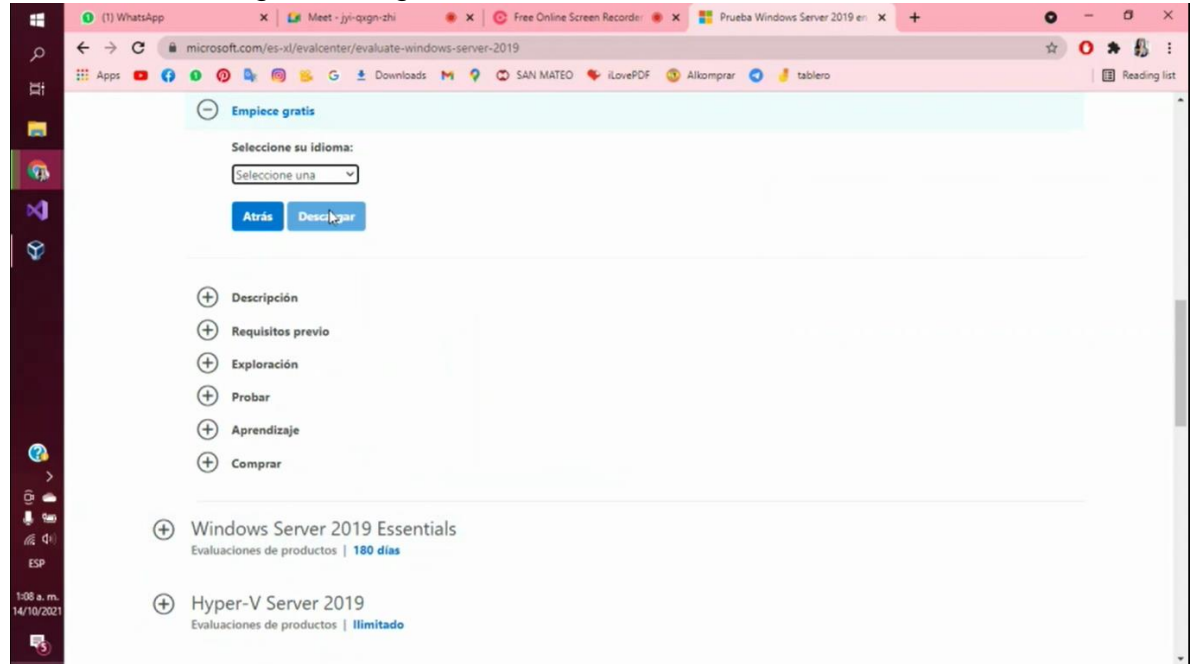 (1) WhatsApp
Meet - jyi-qxgn-zhi
Free Online Screen Recorder
Prueba Windows Server 2019 en
microsoft.com/es-xl/evalcenter/evaluate-windows-server-2019
Apps
Downloads
SAN MATEO
iLovePDF
Alkomprar
tablero
Reading list
Empiece gratis
Seleccione su idioma:
Seleccione una
Atrás
Descargar
Descripción
Requisitos previo
Exploración
Probar
Aprendizaje
Comprar
Windows Server 2019 Essentials
Evaluaciones de productos | 180 días
Hyper-V Server 2019
Evaluaciones de productos | Ilimitado
ESP
1:08 a. m.
14/10/2021
5